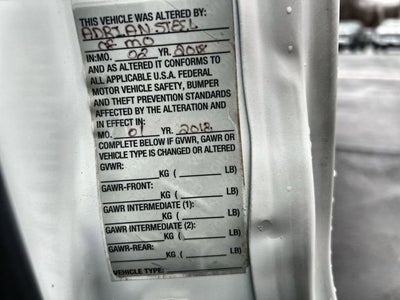 THIS VEHICLE WAS ALTERED BY:
ADRIAN STEEL
OF MO
IN:MO. 02 YR. 2018
AND AS ALTERED IT CONFORMS TO
ALL APPLICABLE U.S.A. FEDERAL
MOTOR VEHICLE SAFETY, BUMPER
AND THEFT PREVENTION STANDARDS
AFFECTED BY THE ALTERATION AND
IN EFFECT IN:
MO. 01 YR. 2018
COMPLETE BELOW IF GVWR, GAWR OR
VEHICLE TYPE IS CHANGED OR ALTERED
GVWR:
KG ( LB)
GAWR-FRONT:
KG ( LB)
GAWR INTERMEDIATE (1):
KG ( LB)
GAWR INTERMEDIATE (2):
KG ( LB)
GAWR-REAR:
KG ( LB)
VEHICLE TYPE: